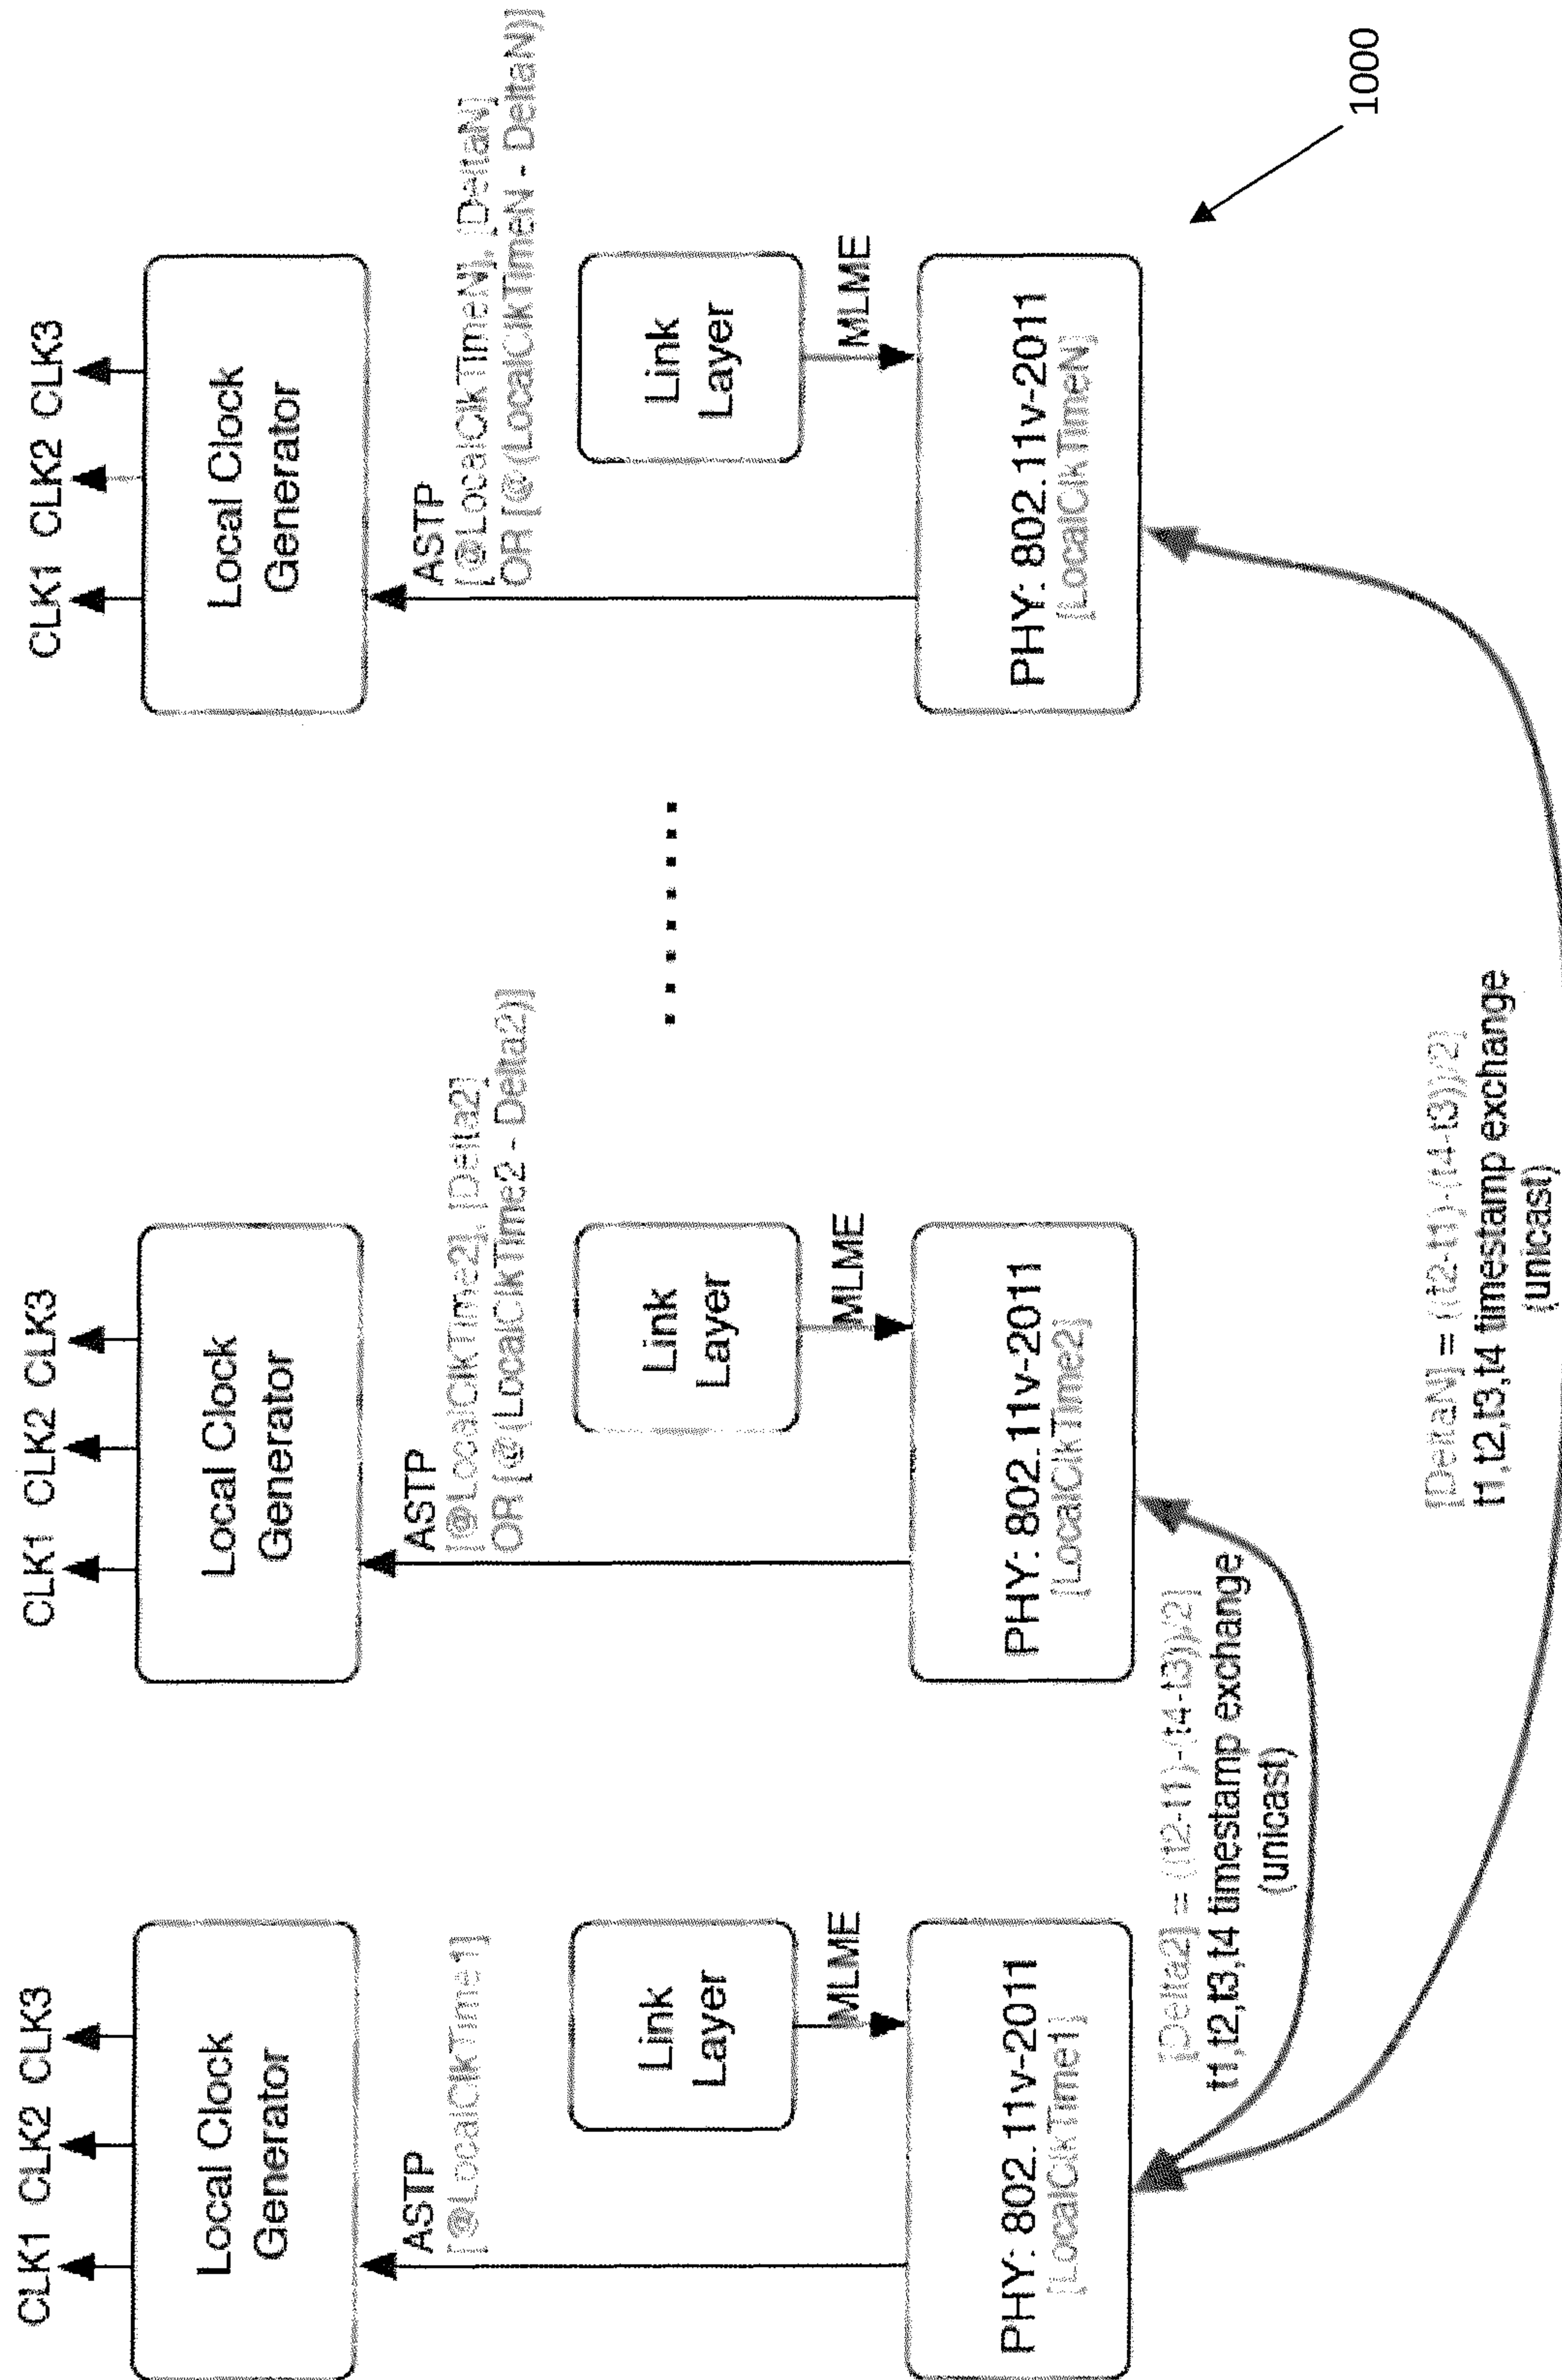 CLK1 CLK2 CLK3
Local Clock
Generator
ASTP
[@LocalClkTime1]
Link
Layer
MLME
PHY: 802.11v-2011
[LocalClkTime1]
[Delta2] = ((t2-t1)-(t4-t3))/2]
t1,t2,t3,t4 timestamp exchange
(unicast)
CLK1 CLK2 CLK3
Local Clock
Generator
ASTP
[@LocalClkTime2], [Delta2]
OR [@(LocalClkTime2 - Delta2)]
Link
Layer
MLME
PHY: 802.11v-2011
[LocalClkTime2]
[DeltaN] = ((t2-t1)-(t4-t3))/2]
t1,t2,t3,t4 timestamp exchange
(unicast)
CLK1 CLK2 CLK3
Local Clock
Generator
ASTP
[@LocalClkTimeN], [DeltaN]
OR [@(LocalClkTimeN - DeltaN)]
Link
Layer
MLME
PHY: 802.11v-2011
[LocalClkTimeN]
1000